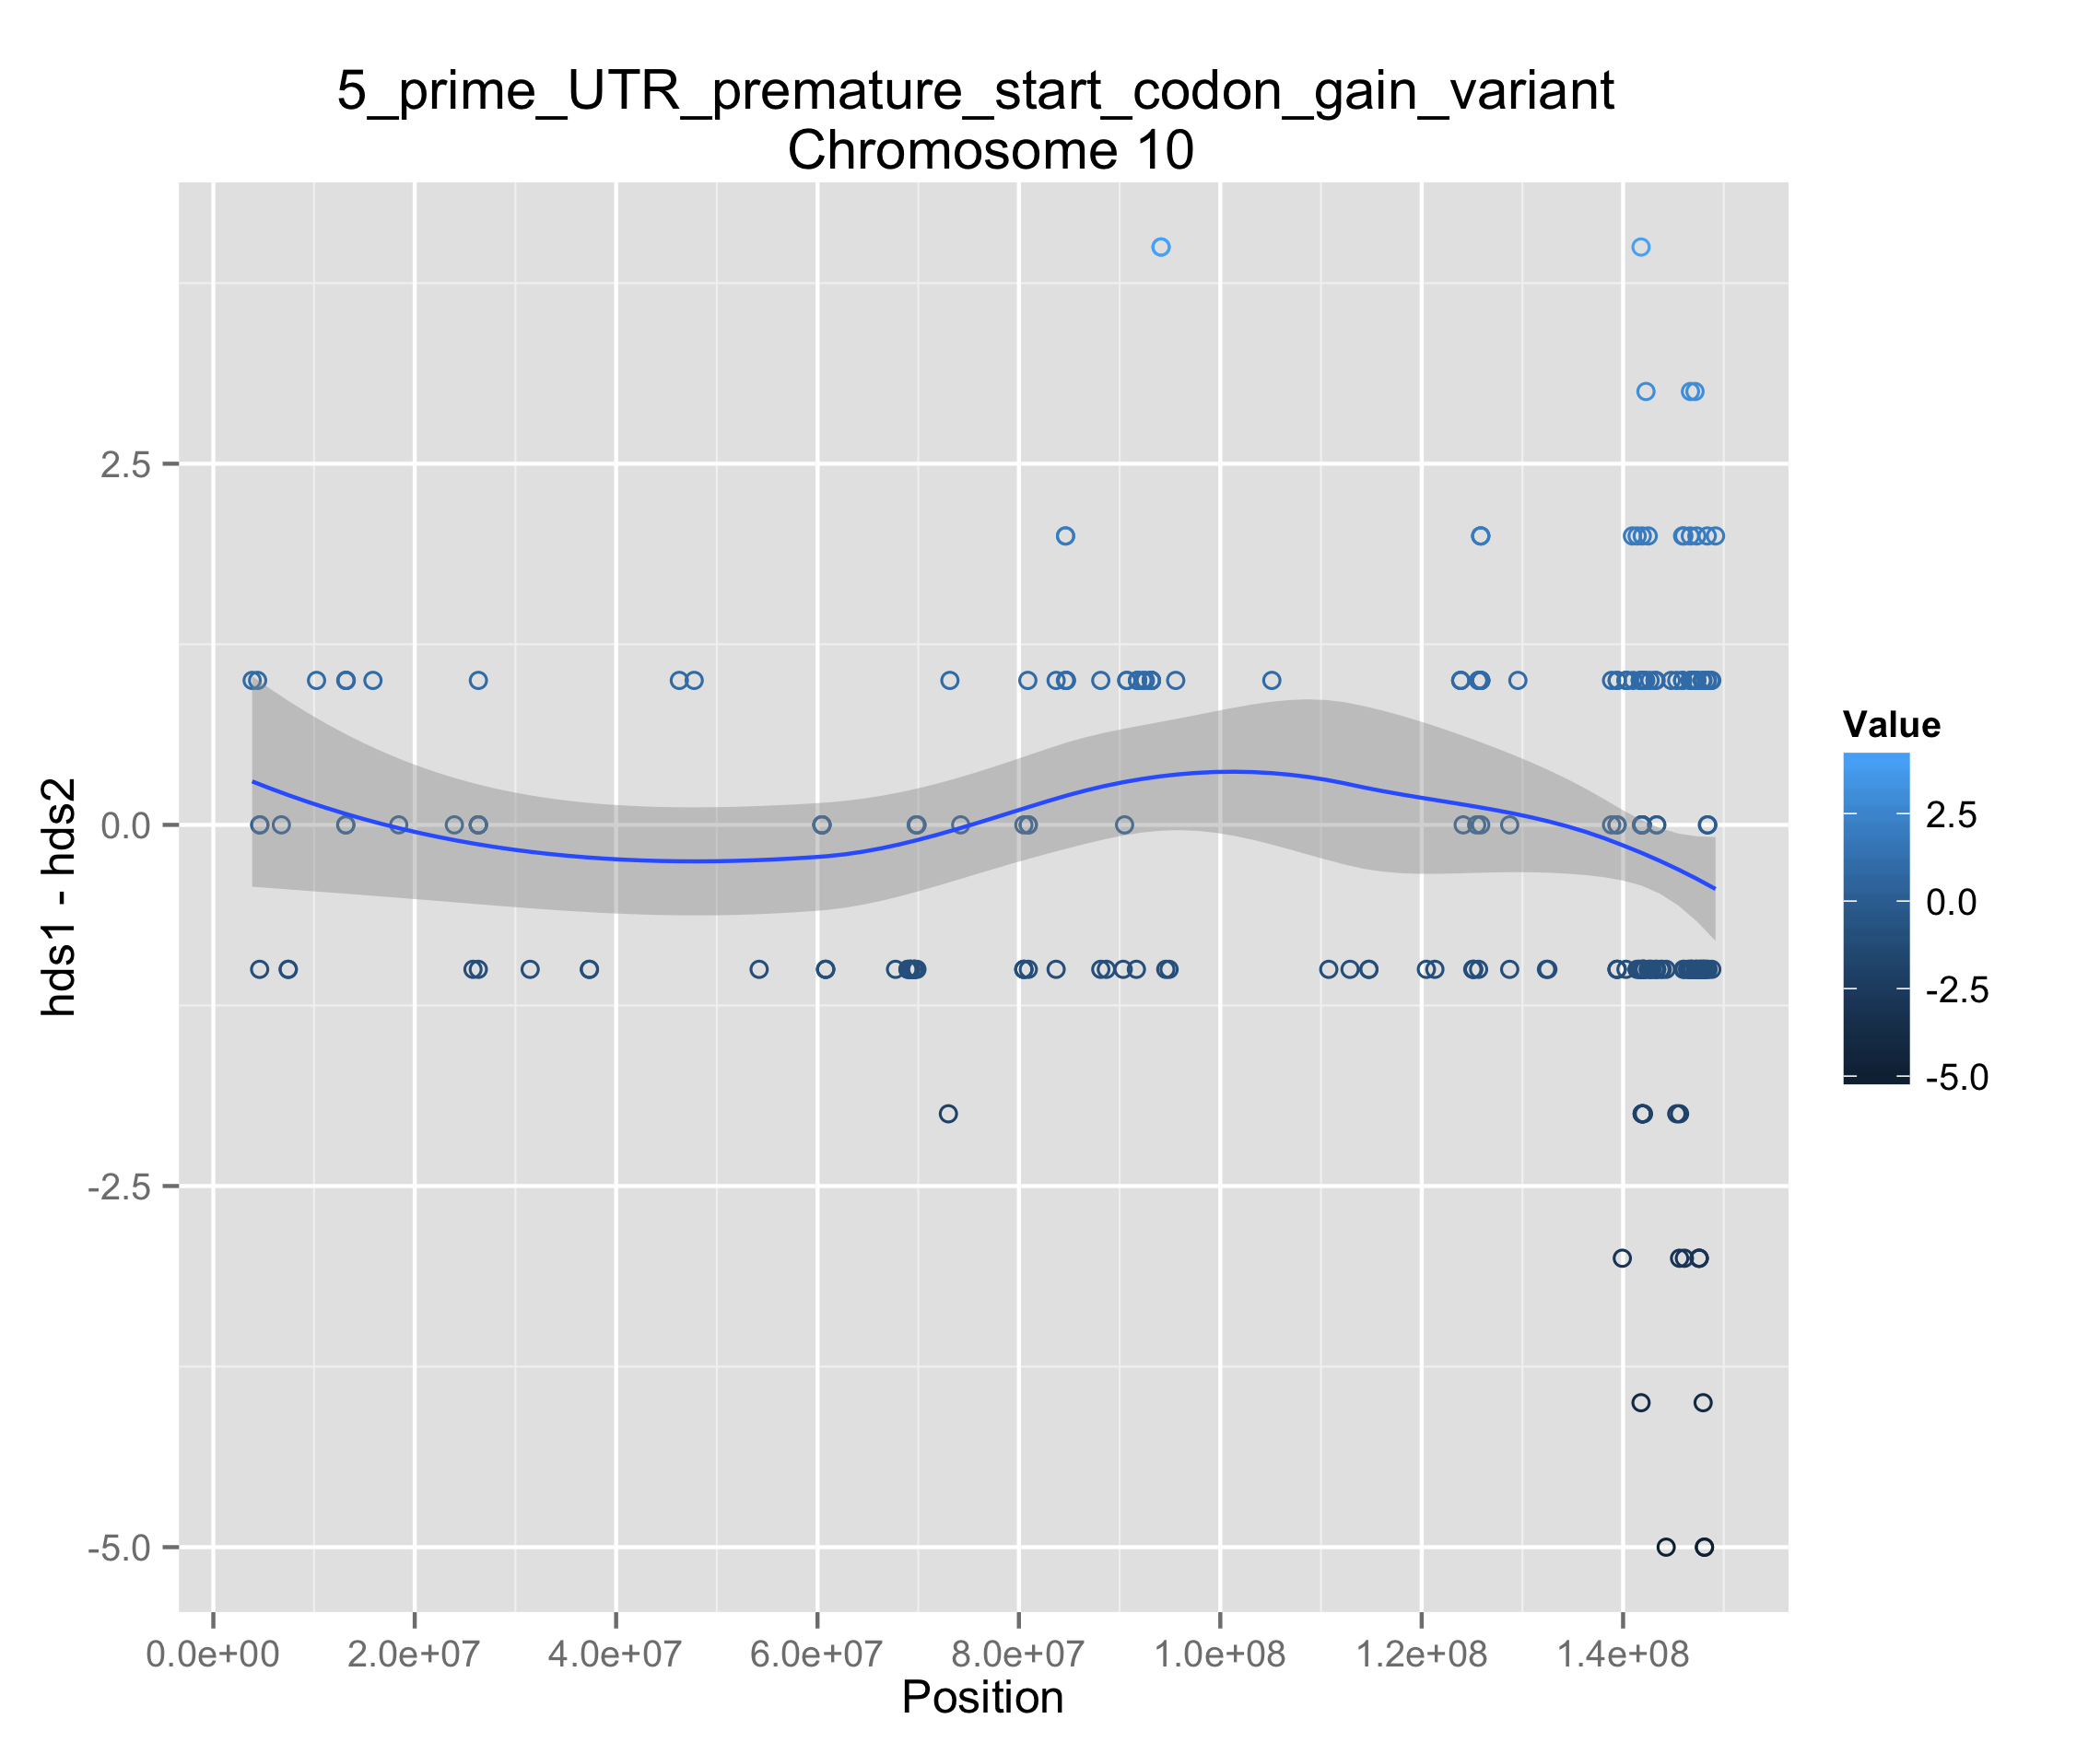 5_prime_UTR_premature_start_codon_gain_variant
Chromosome 10
hds1 - hds2
2.5
0.0
-2.5
-5.0
0.0e+00 2.0e+07 4.0e+07 6.0e+07 8.0e+07 1.0e+08 1.2e+08 1.4e+08
Position
Value
2.5
0.0
-2.5
-5.0